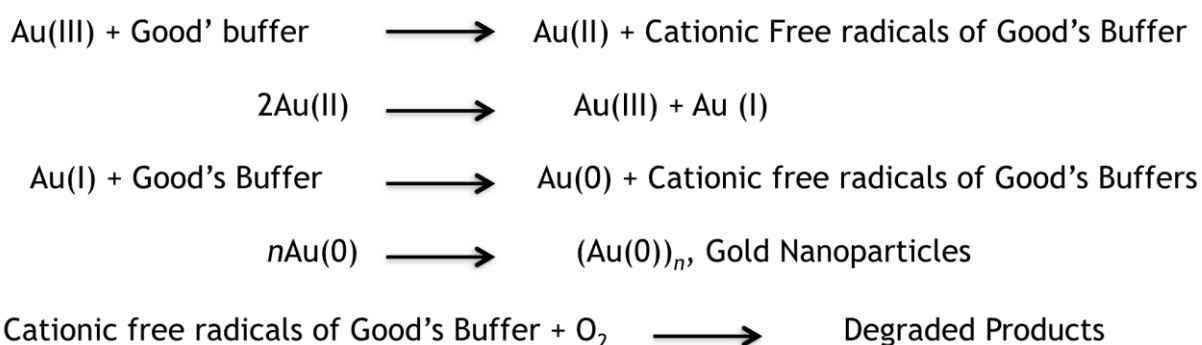 Au(III) + Good' buffer ⟶ Au(II) + Cationic Free radicals of Good's Buffer
2Au(II) ⟶ Au(III) + Au (I)
Au(I) + Good's Buffer ⟶ Au(0) + Cationic free radicals of Good's Buffers
nAu(0) ⟶ (Au(0))ₙ, Gold Nanoparticles
Cationic free radicals of Good's Buffer + O₂ ⟶ Degraded Products